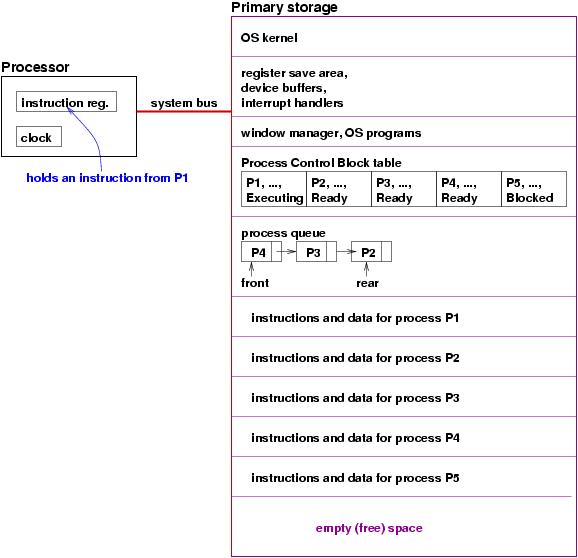 Primary storage
OS kernel
Processor
register save area,
device buffers,
interrupt handlers
instruction reg.
system bus
clock
window manager, OS programs
holds an instruction from P1
Process Control Block table
P1, ..., P2, ..., P3, ..., P4, ..., P5, ...,
Executing Ready Ready Ready Blocked
process queue
P4 P3 P2
front rear
instructions and data for process P1
instructions and data for process P2
instructions and data for process P3
instructions and data for process P4
instructions and data for process P5
empty (free) space